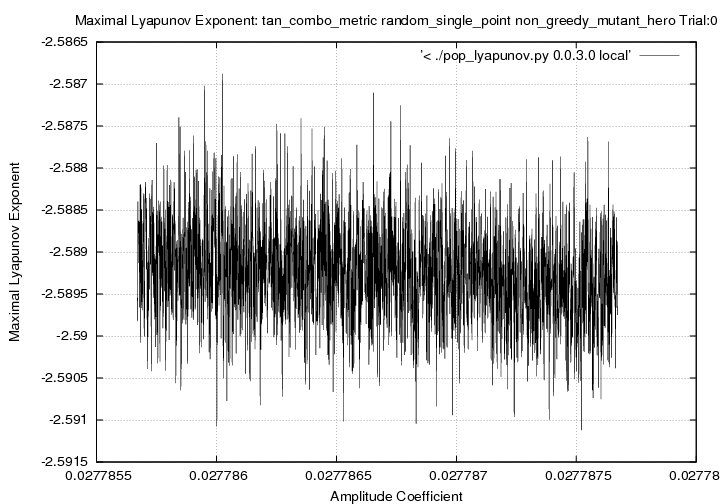 Maximal Lyapunov Exponent: tan_combo_metric random_single_point non_greedy_mutant_hero Trial:0
-2.5865
'< ./pop_lyapunov.py 0.0.3.0 local'
-2.587
-2.5875
-2.588
-2.5885
-2.589
-2.5895
-2.59
-2.5905
-2.591
-2.5915
Maximal Lyapunov Exponent
0.0277855 0.027786 0.0277865 0.027787 0.0277875 0.027788
Amplitude Coefficient